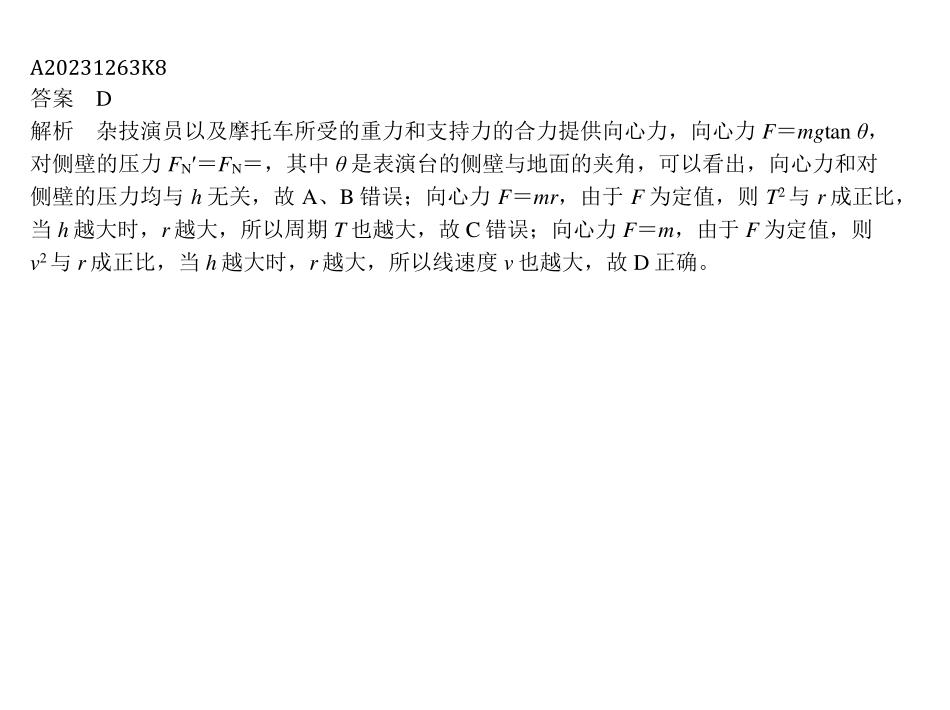 A20231263K8
答案　D
解析　杂技演员以及摩托车所受的重力和支持力的合力提供向心力，向心力 F＝mgtan θ，
对侧壁的压力 FN′＝FN＝，其中 θ 是表演台的侧壁与地面的夹角，可以看出，向心力和对
侧壁的压力均与 h 无关，故 A、B 错误；向心力 F＝mr，由于 F 为定值，则 T²与 r 成正比，
当 h 越大时，r 越大，所以周期 T 也越大，故 C 错误；向心力 F＝m，由于 F 为定值，则
v²与 r 成正比，当 h 越大时，r 越大，所以线速度 v 也越大，故 D 正确。